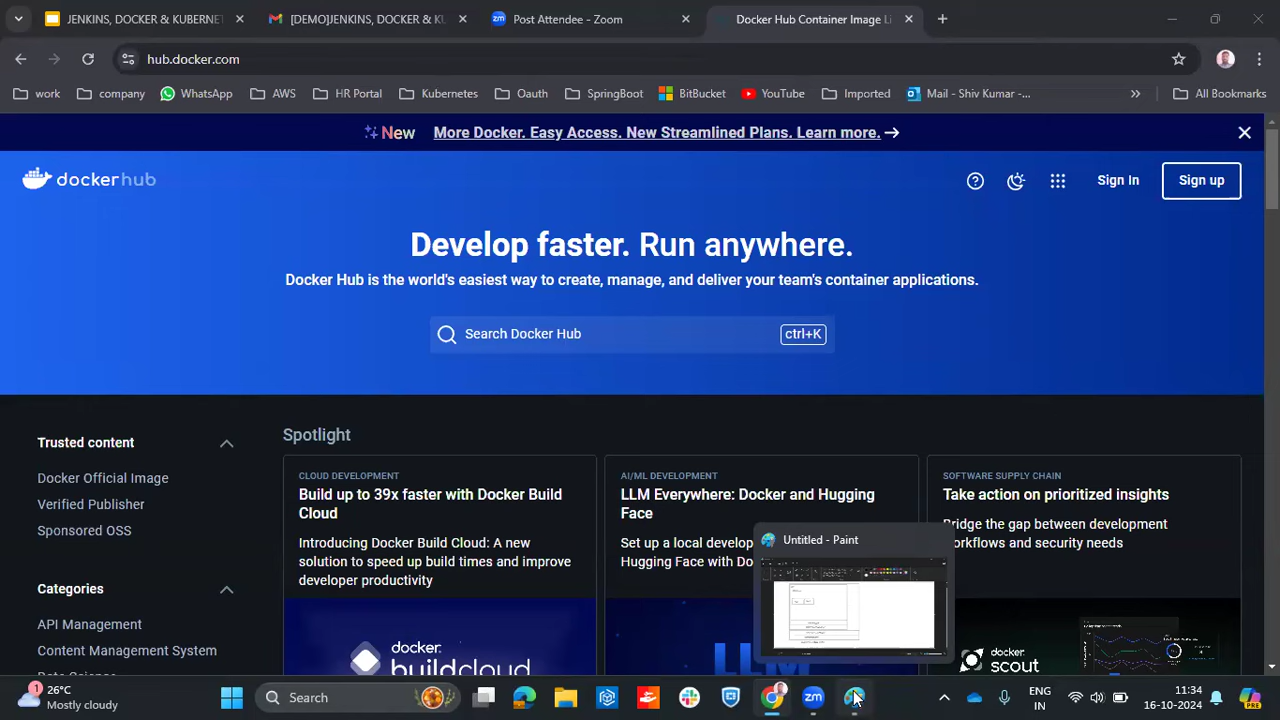 JENKINS, DOCKER & KUBERNE
[DEMO]JENKINS, DOCKER & K
zm Post Attendee - Zoom
Docker Hub Container Image Li
hub.docker.com
work
company
WhatsApp
AWS
HR Portal
Kubernetes
Oauth
SpringBoot
BitBucket
YouTube
Imported
Mail - Shiv Kumar -...
All Bookmarks
New More Docker. Easy Access. New Streamlined Plans. Learn more.
dockerhub
Sign In
Sign up
Develop faster. Run anywhere.
Docker Hub is the world's easiest way to create, manage, and deliver your team's container applications.
Search Docker Hub
ctrl+K
Trusted content
Docker Official Image
Verified Publisher
Sponsored OSS
Categories
API Management
Content Management System
Spotlight
CLOUD DEVELOPMENT
Build up to 39x faster with Docker Build
Cloud
Introducing Docker Build Cloud: A new
solution to speed up build times and improve
developer productivity
docker
build cloud
AI/ML DEVELOPMENT
LLM Everywhere: Docker and Hugging
Face
Set up a local develop
Hugging Face with Do
LLM
SOFTWARE SUPPLY CHAIN
Take action on prioritized insights
Bridge the gap between development
workflows and security needs
docker
scout
Untitled - Paint
1
26°C
Mostly cloudy
Search
zm
ENG
IN
11:34
16-10-2024
PRE